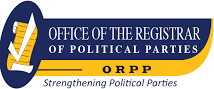 OFFICE OF THE REGISTRAR
OF POLITICAL PARTIES
ORPP
Strengthening Political Parties